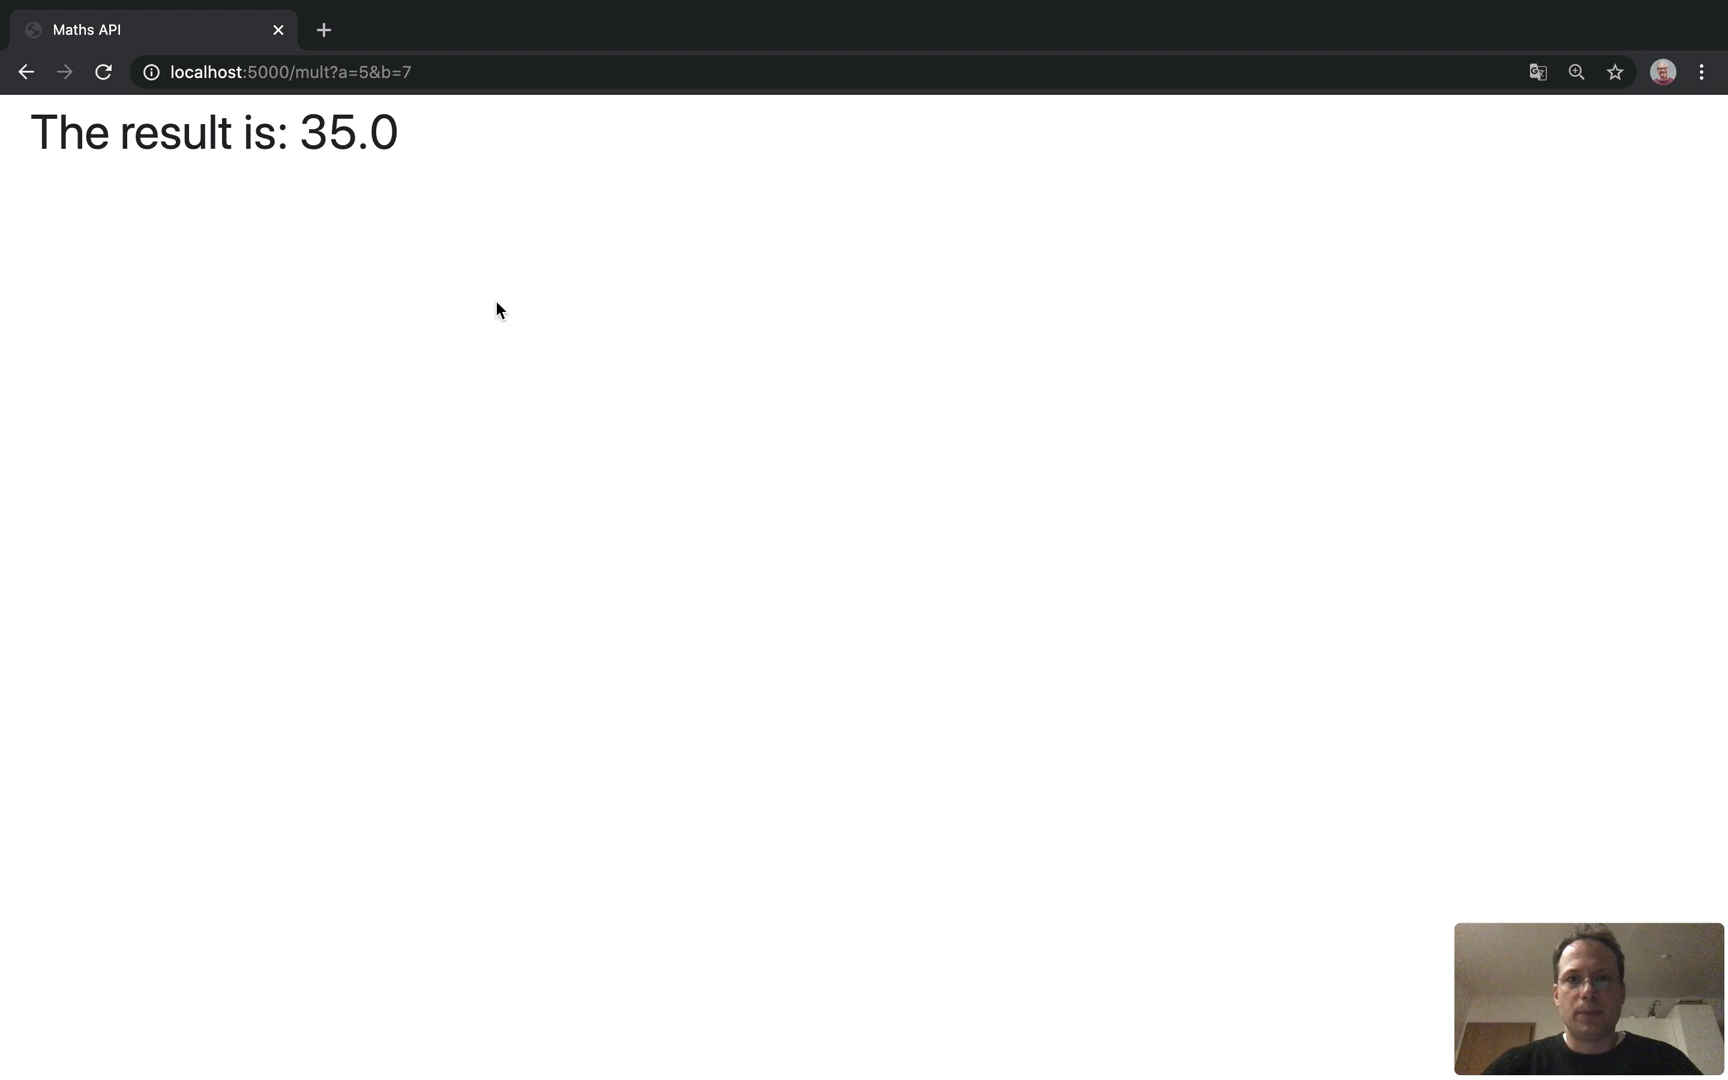 Maths API
localhost:5000/mult?a=5&b=7
The result is: 35.0